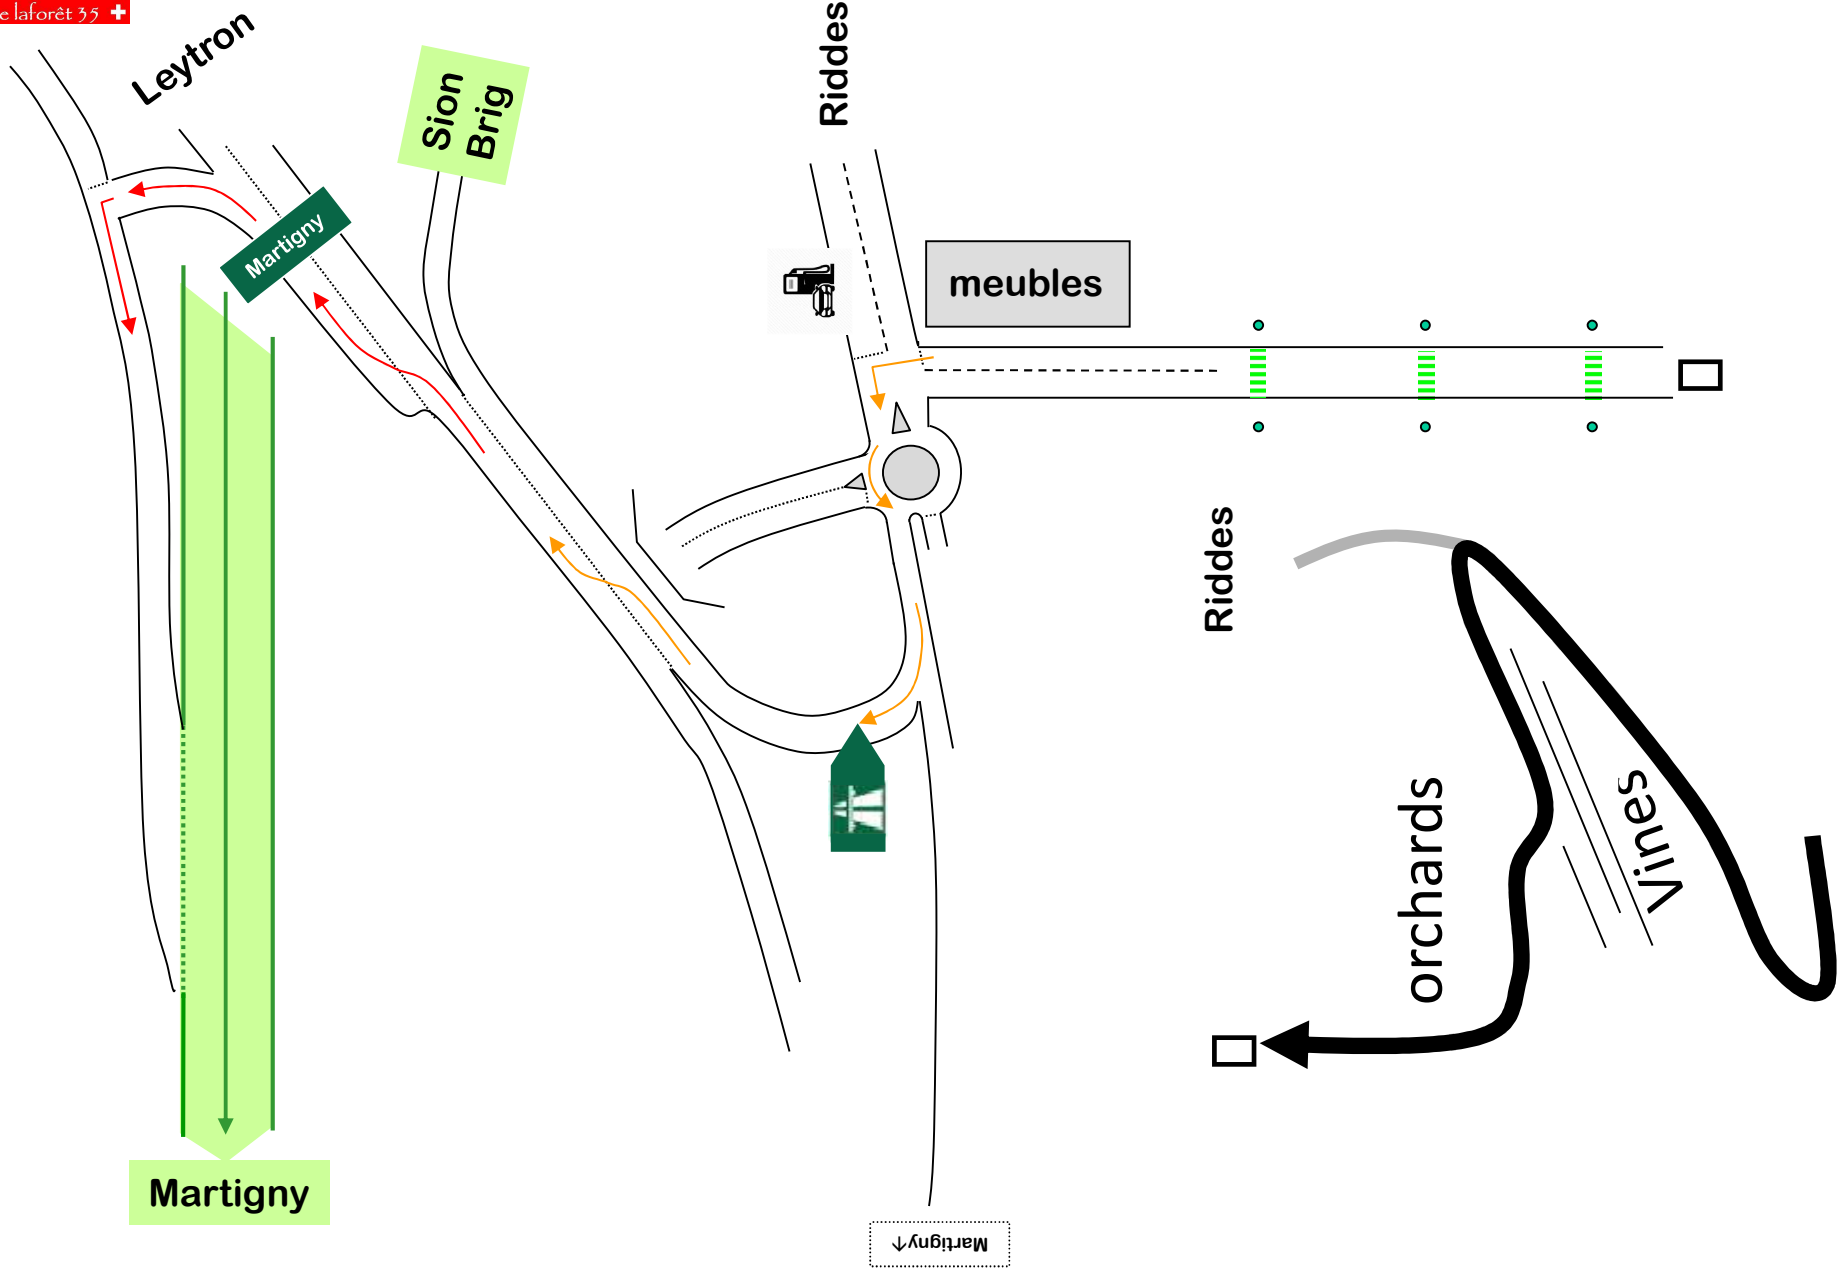 e laforêt 35
Leytron
Sion
Brig
Riddes
Martigny
meubles
Riddes
orchards
Vines
Martigny
Martigny↑